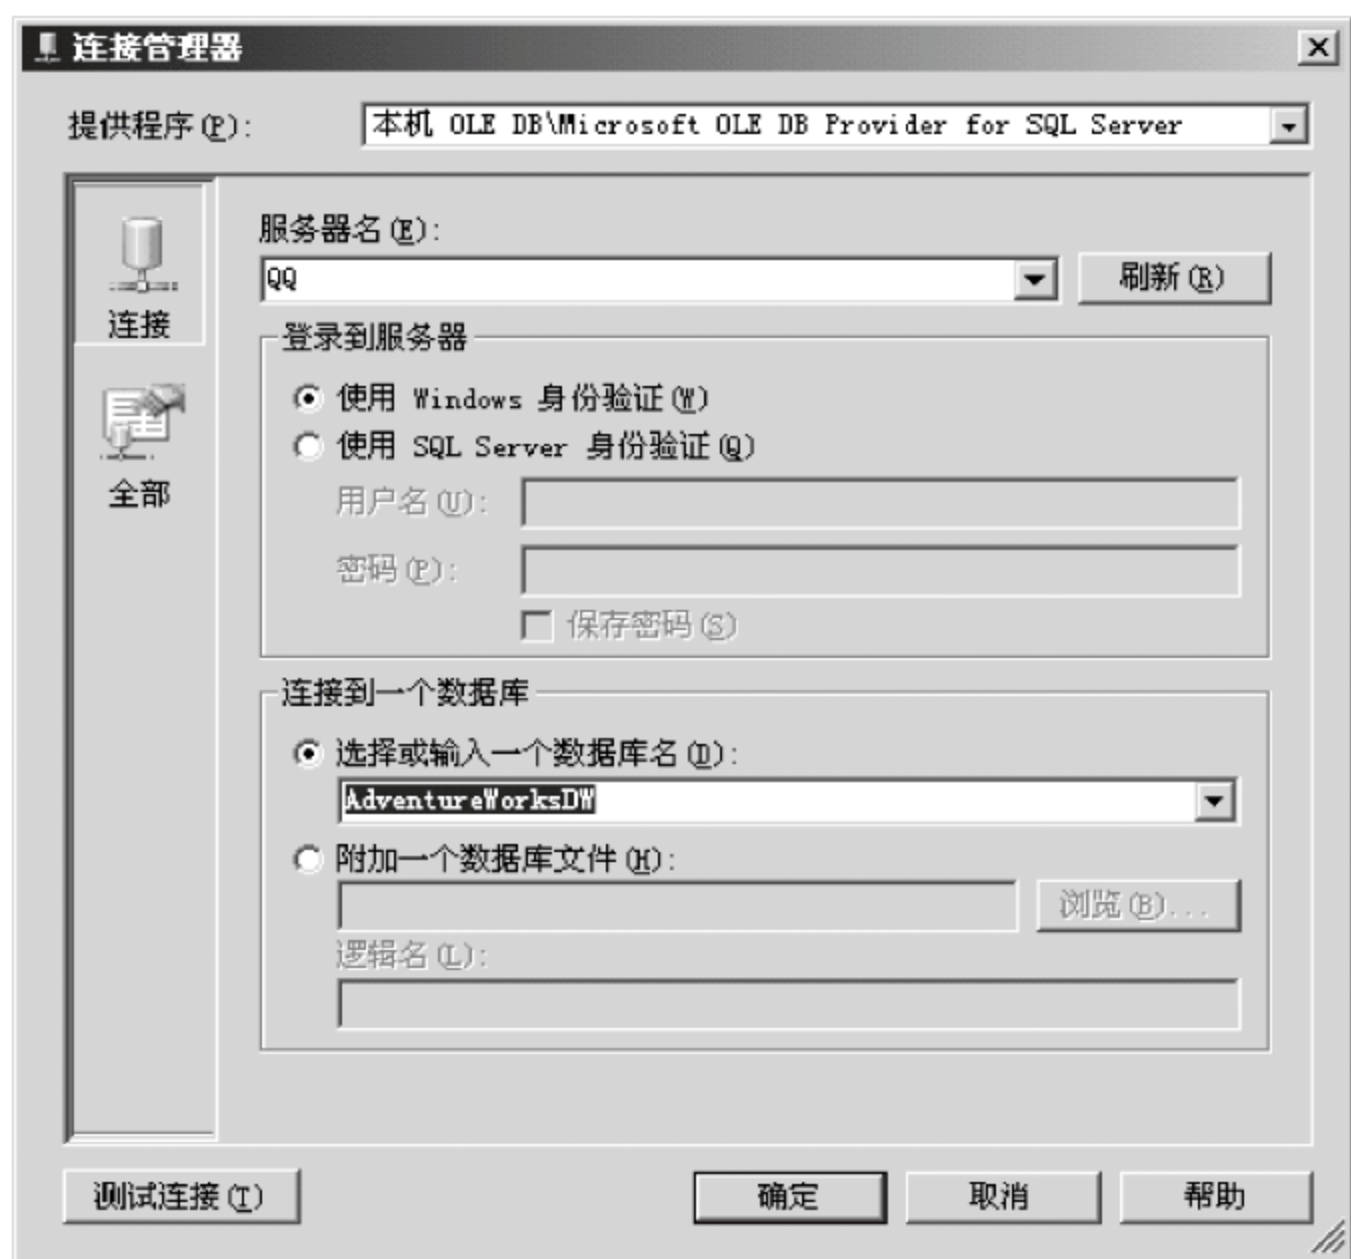 连接管理器
提供程序(P): 本机 OLE DB\Microsoft OLE DB Provider for SQL Server
连接
全部
服务器名(E):
QQ 刷新(R)
登录到服务器
使用 Windows 身份验证(W)
使用 SQL Server 身份验证(Q)
用户名(U):
密码(P):
保存密码(S)
连接到一个数据库
选择或输入一个数据库名(D):
AdventureWorksDW
附加一个数据库文件(H):
浏览(B)...
逻辑名(L):
测试连接(T) 确定 取消 帮助